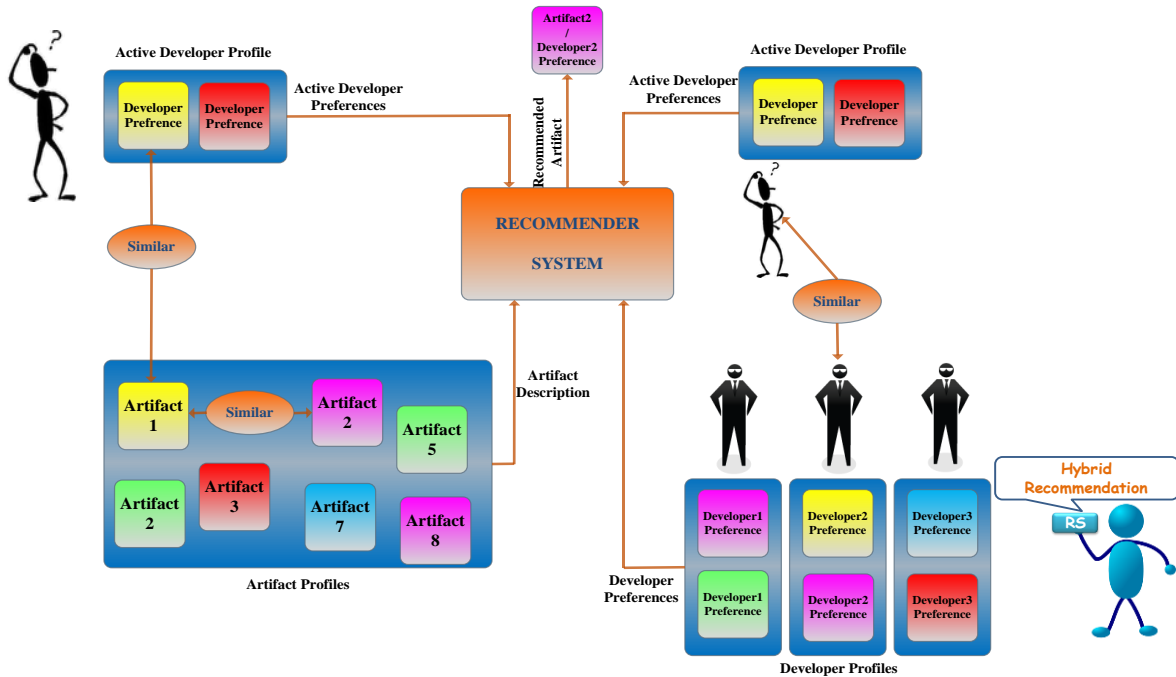 Artifact2
/
Developer2
Preference
?
Active Developer Profile
Developer
Prefrence
Developer
Prefrence
Active Developer
Preferences
Recommended
Artifact
Active Developer
Preferences
Active Developer Profile
Developer
Prefrence
Developer
Prefrence
?
RECOMMENDER
SYSTEM
Similar
Similar
Artifact
1
Similar
Artifact
2
Artifact
5
Artifact
2
Artifact
3
Artifact
7
Artifact
8
Artifact Profiles
Artifact
Description
Developer
Preferences
Developer1
Preference
Developer1
Preference
Developer2
Preference
Developer2
Preference
Developer3
Preference
Developer3
Preference
Developer Profiles
Hybrid
Recommendation
RS